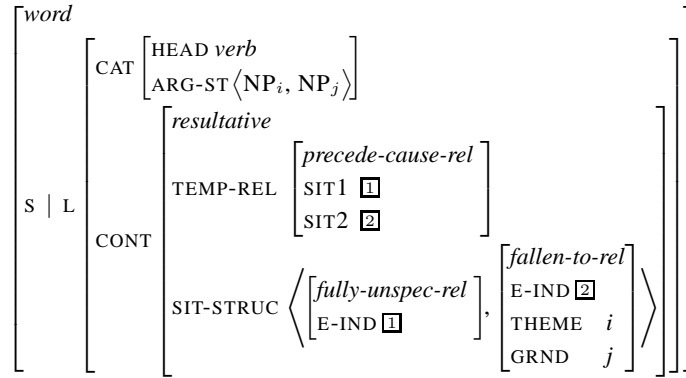 word
HEAD verb
CAT
ARG-ST ⟨NPᵢ, NPⱼ⟩
resultative
precede-cause-rel
TEMP-REL SIT1 1
SIT2 2
S | L
CONT
fallen-to-rel
fully-unspec-rel E-IND 2
SIT-STRUC ⟨ , ⟩
E-IND 1 THEME i
GRND j